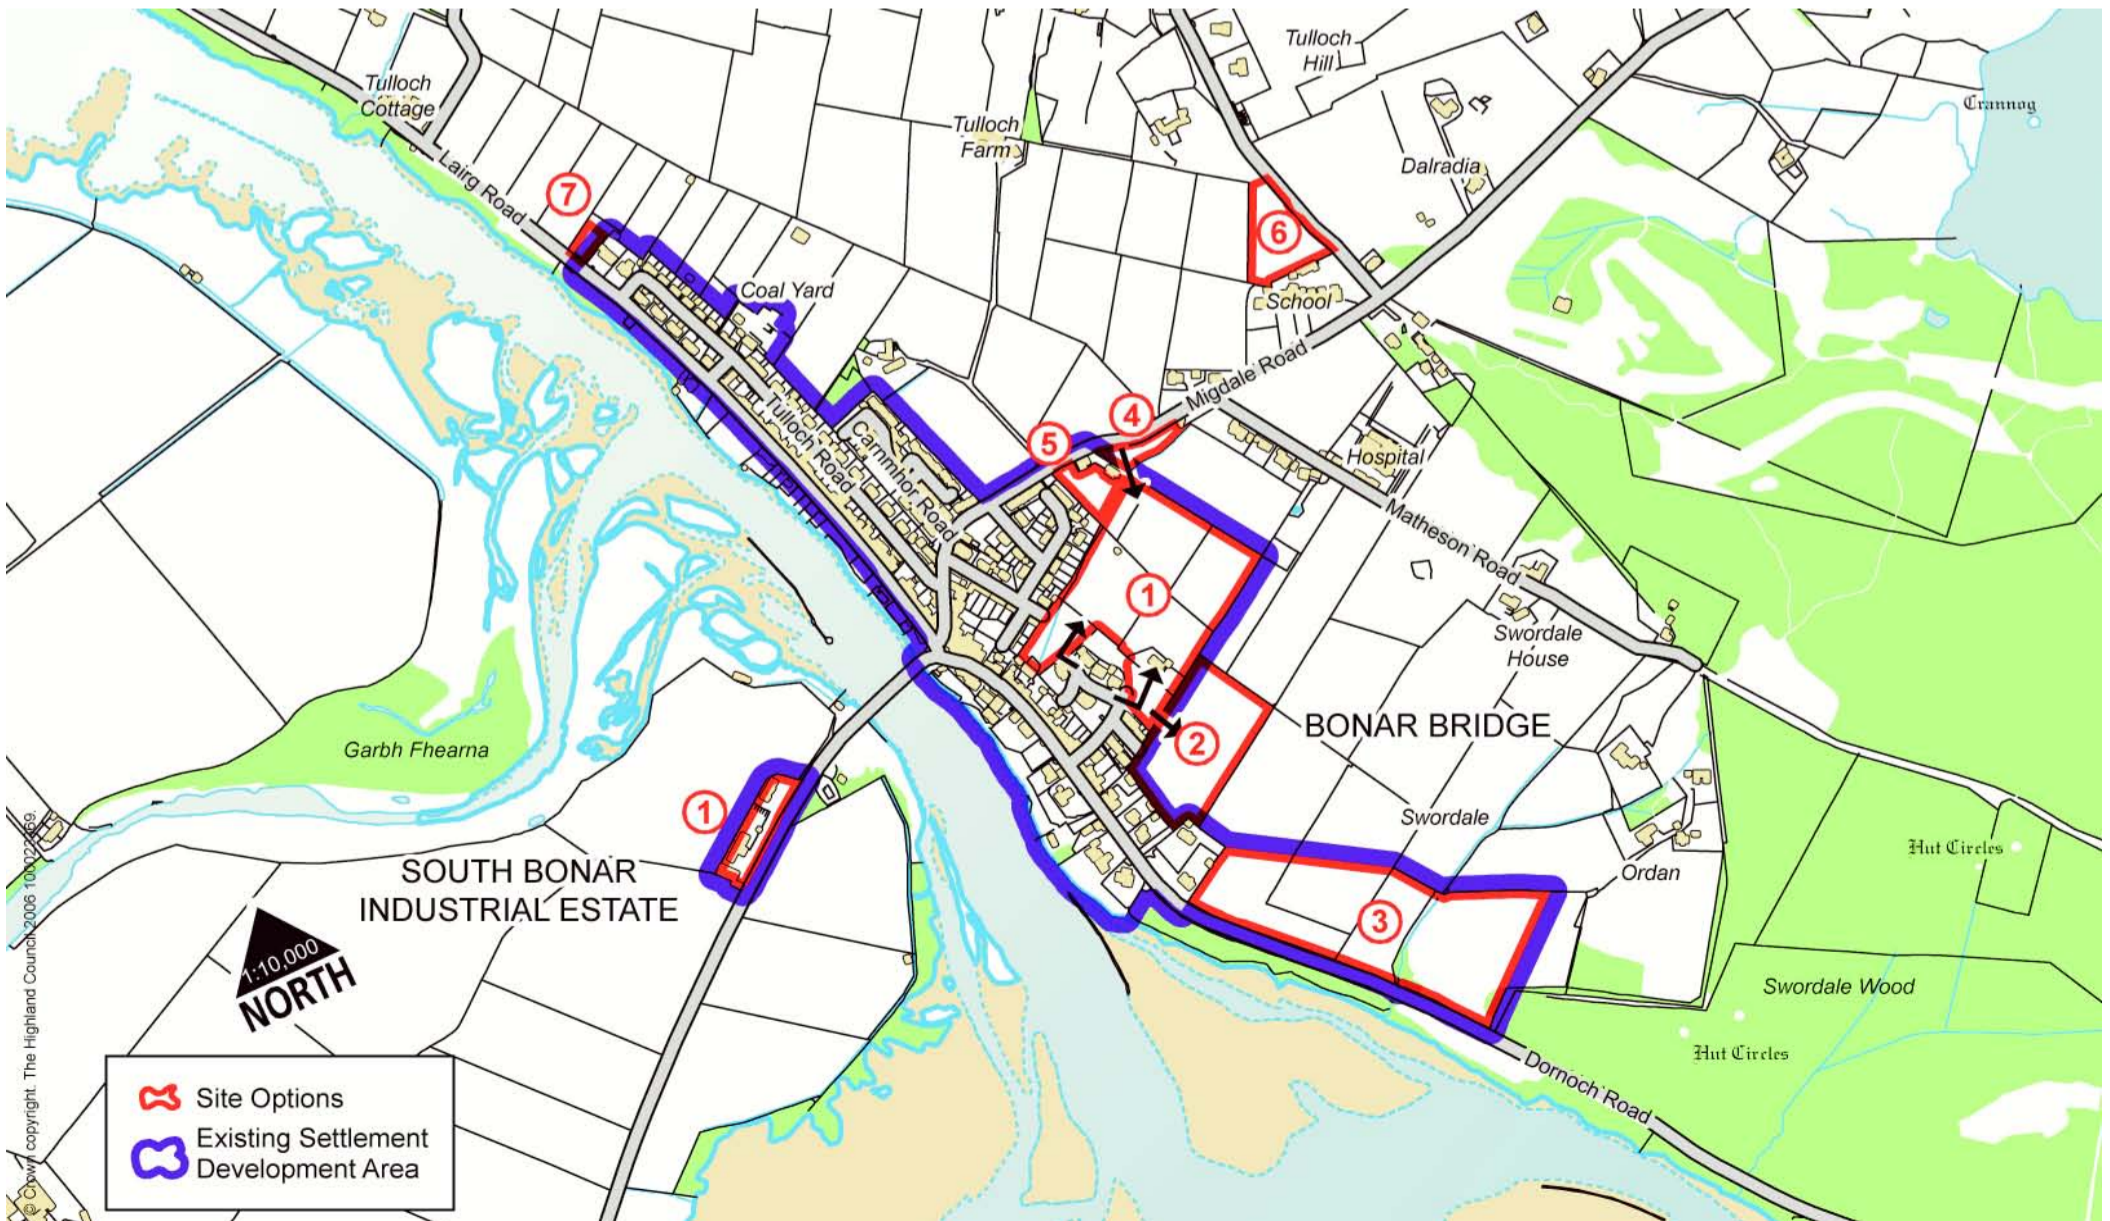 Tulloch
Hill
Crannog
Tulloch
Cottage
Tulloch
Farm
Dalradia
Lairg Road
7
6
Coal Yard
School
Migdale Road
4
5
Tulloch Road
Carnmhor Road
Hospital
Matheson Road
1
Swordale
House
BONAR BRIDGE
2
Garbh Fhearna
1
Swordale
Hut Circles
SOUTH BONAR
INDUSTRIAL ESTATE
Ordan
3
Swordale Wood
Hut Circles
Dornoch Road
1:10,000
NORTH
Site Options
Existing Settlement
Development Area
© Crown copyright. The Highland Council 2006